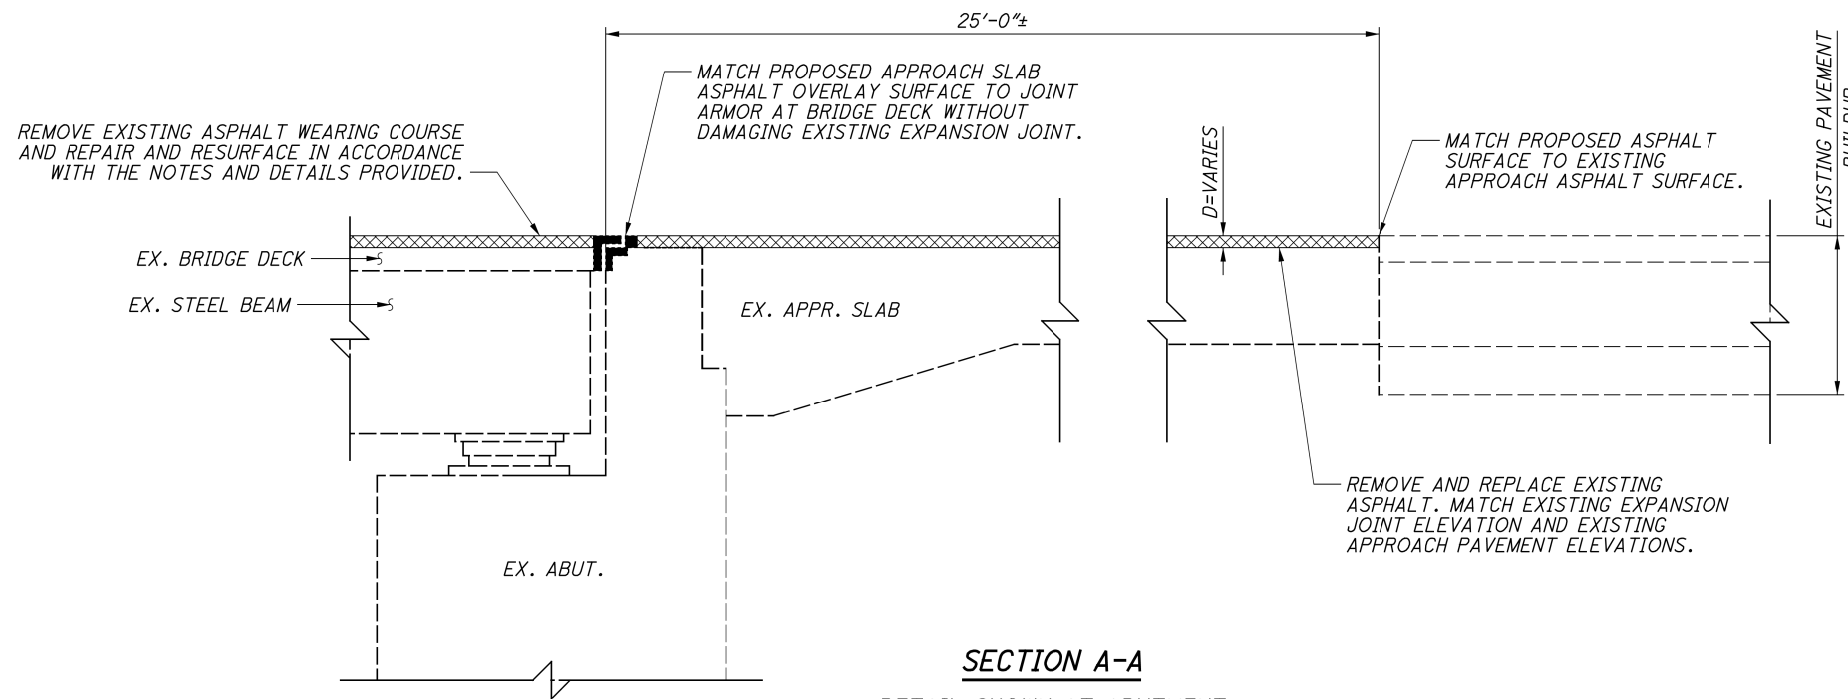 25'-0"±
MATCH PROPOSED APPROACH SLAB
ASPHALT OVERLAY SURFACE TO JOINT
ARMOR AT BRIDGE DECK WITHOUT
DAMAGING EXISTING EXPANSION JOINT.
REMOVE EXISTING ASPHALT WEARING COURSE
AND REPAIR AND RESURFACE IN ACCORDANCE
WITH THE NOTES AND DETAILS PROVIDED.
D=VARIES
MATCH PROPOSED ASPHALT
SURFACE TO EXISTING
APPROACH ASPHALT SURFACE.
EXISTING PAVEMENT
EX. BRIDGE DECK
EX. STEEL BEAM
EX. APPR. SLAB
REMOVE AND REPLACE EXISTING
ASPHALT. MATCH EXISTING EXPANSION
JOINT ELEVATION AND EXISTING
APPROACH PAVEMENT ELEVATIONS.
EX. ABUT.
SECTION A-A